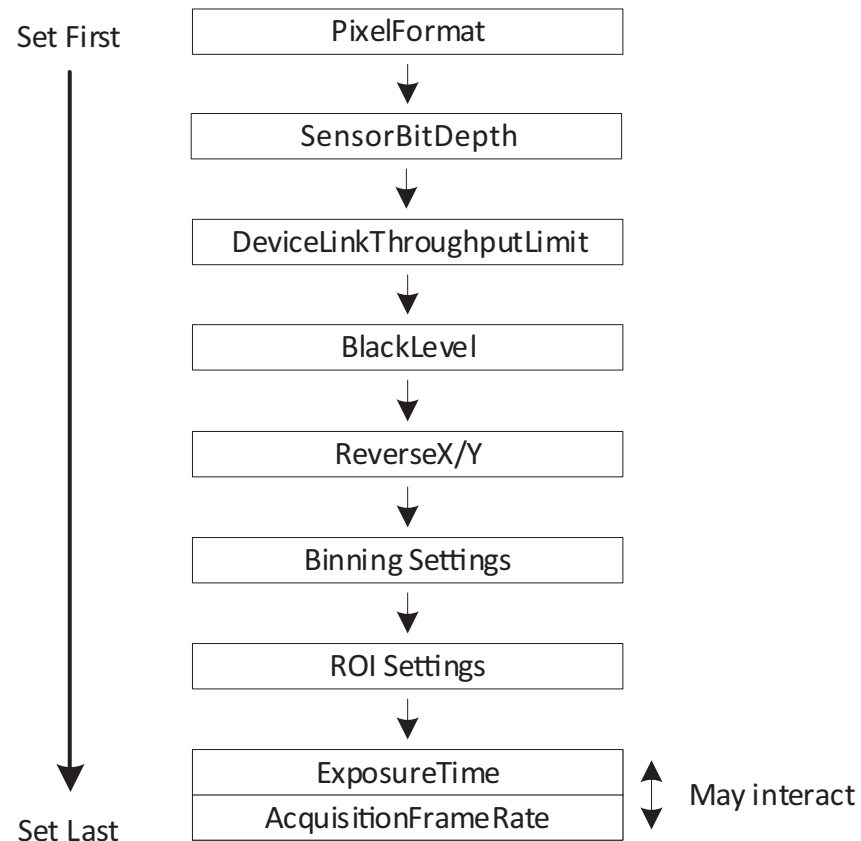 Set First
PixelFormat
SensorBitDepth
DeviceLinkThroughputLimit
BlackLevel
ReverseX/Y
Binning Settings
ROI Settings
ExposureTime
May interact
AcquisitionFrameRate
Set Last